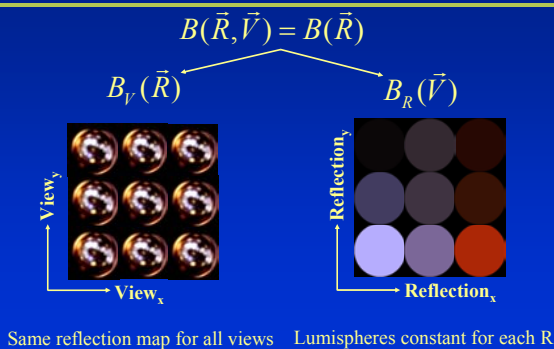 B(R⃗,V⃗) = B(R⃗)
B_V(R⃗)
B_R(V⃗)
View_y
View_x
Reflection_y
Reflection_x
Same reflection map for all views
Lumispheres constant for each R